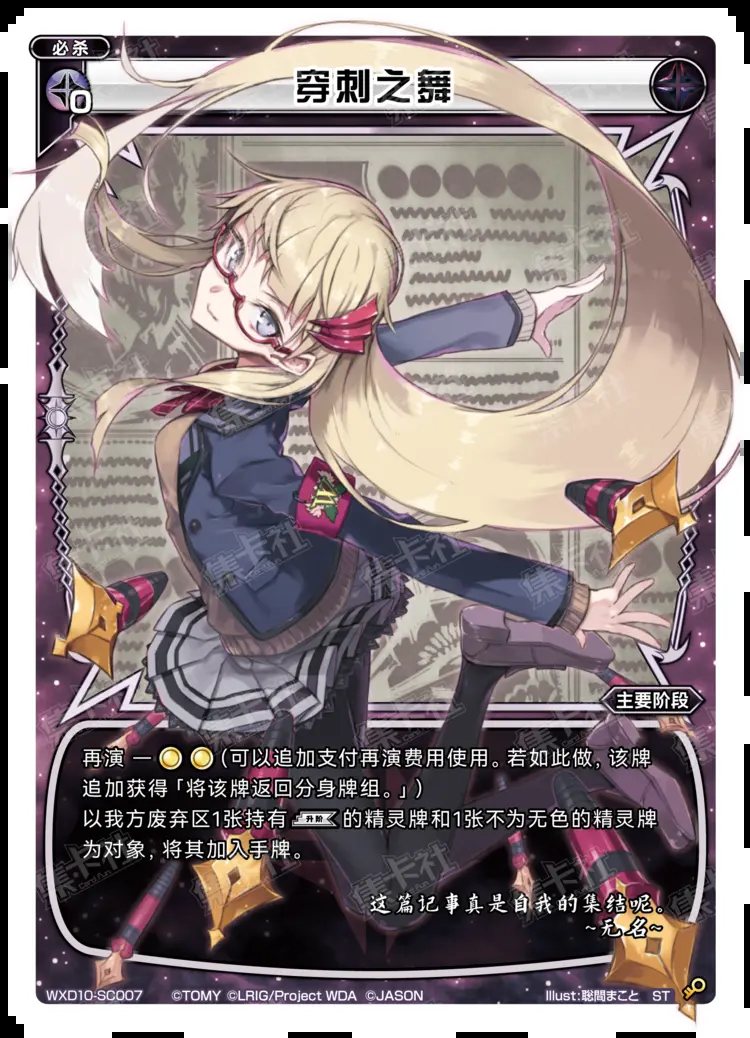 必杀
0
穿刺之舞
主要阶段
再演 — (可以追加支付再演费用使用。若如此做,该牌
追加获得「将该牌返回分身牌组。」)
以我方废弃区1张持有 升阶 的精灵牌和1张不为无色的精灵牌
为对象,将其加入手牌。
这篇记事真是自我的集结呢。
~无名~
WXD10-SC007 ©TOMY ©LRIG/Project WDA ©JASON Illust:聡間まこと ST
集卡社